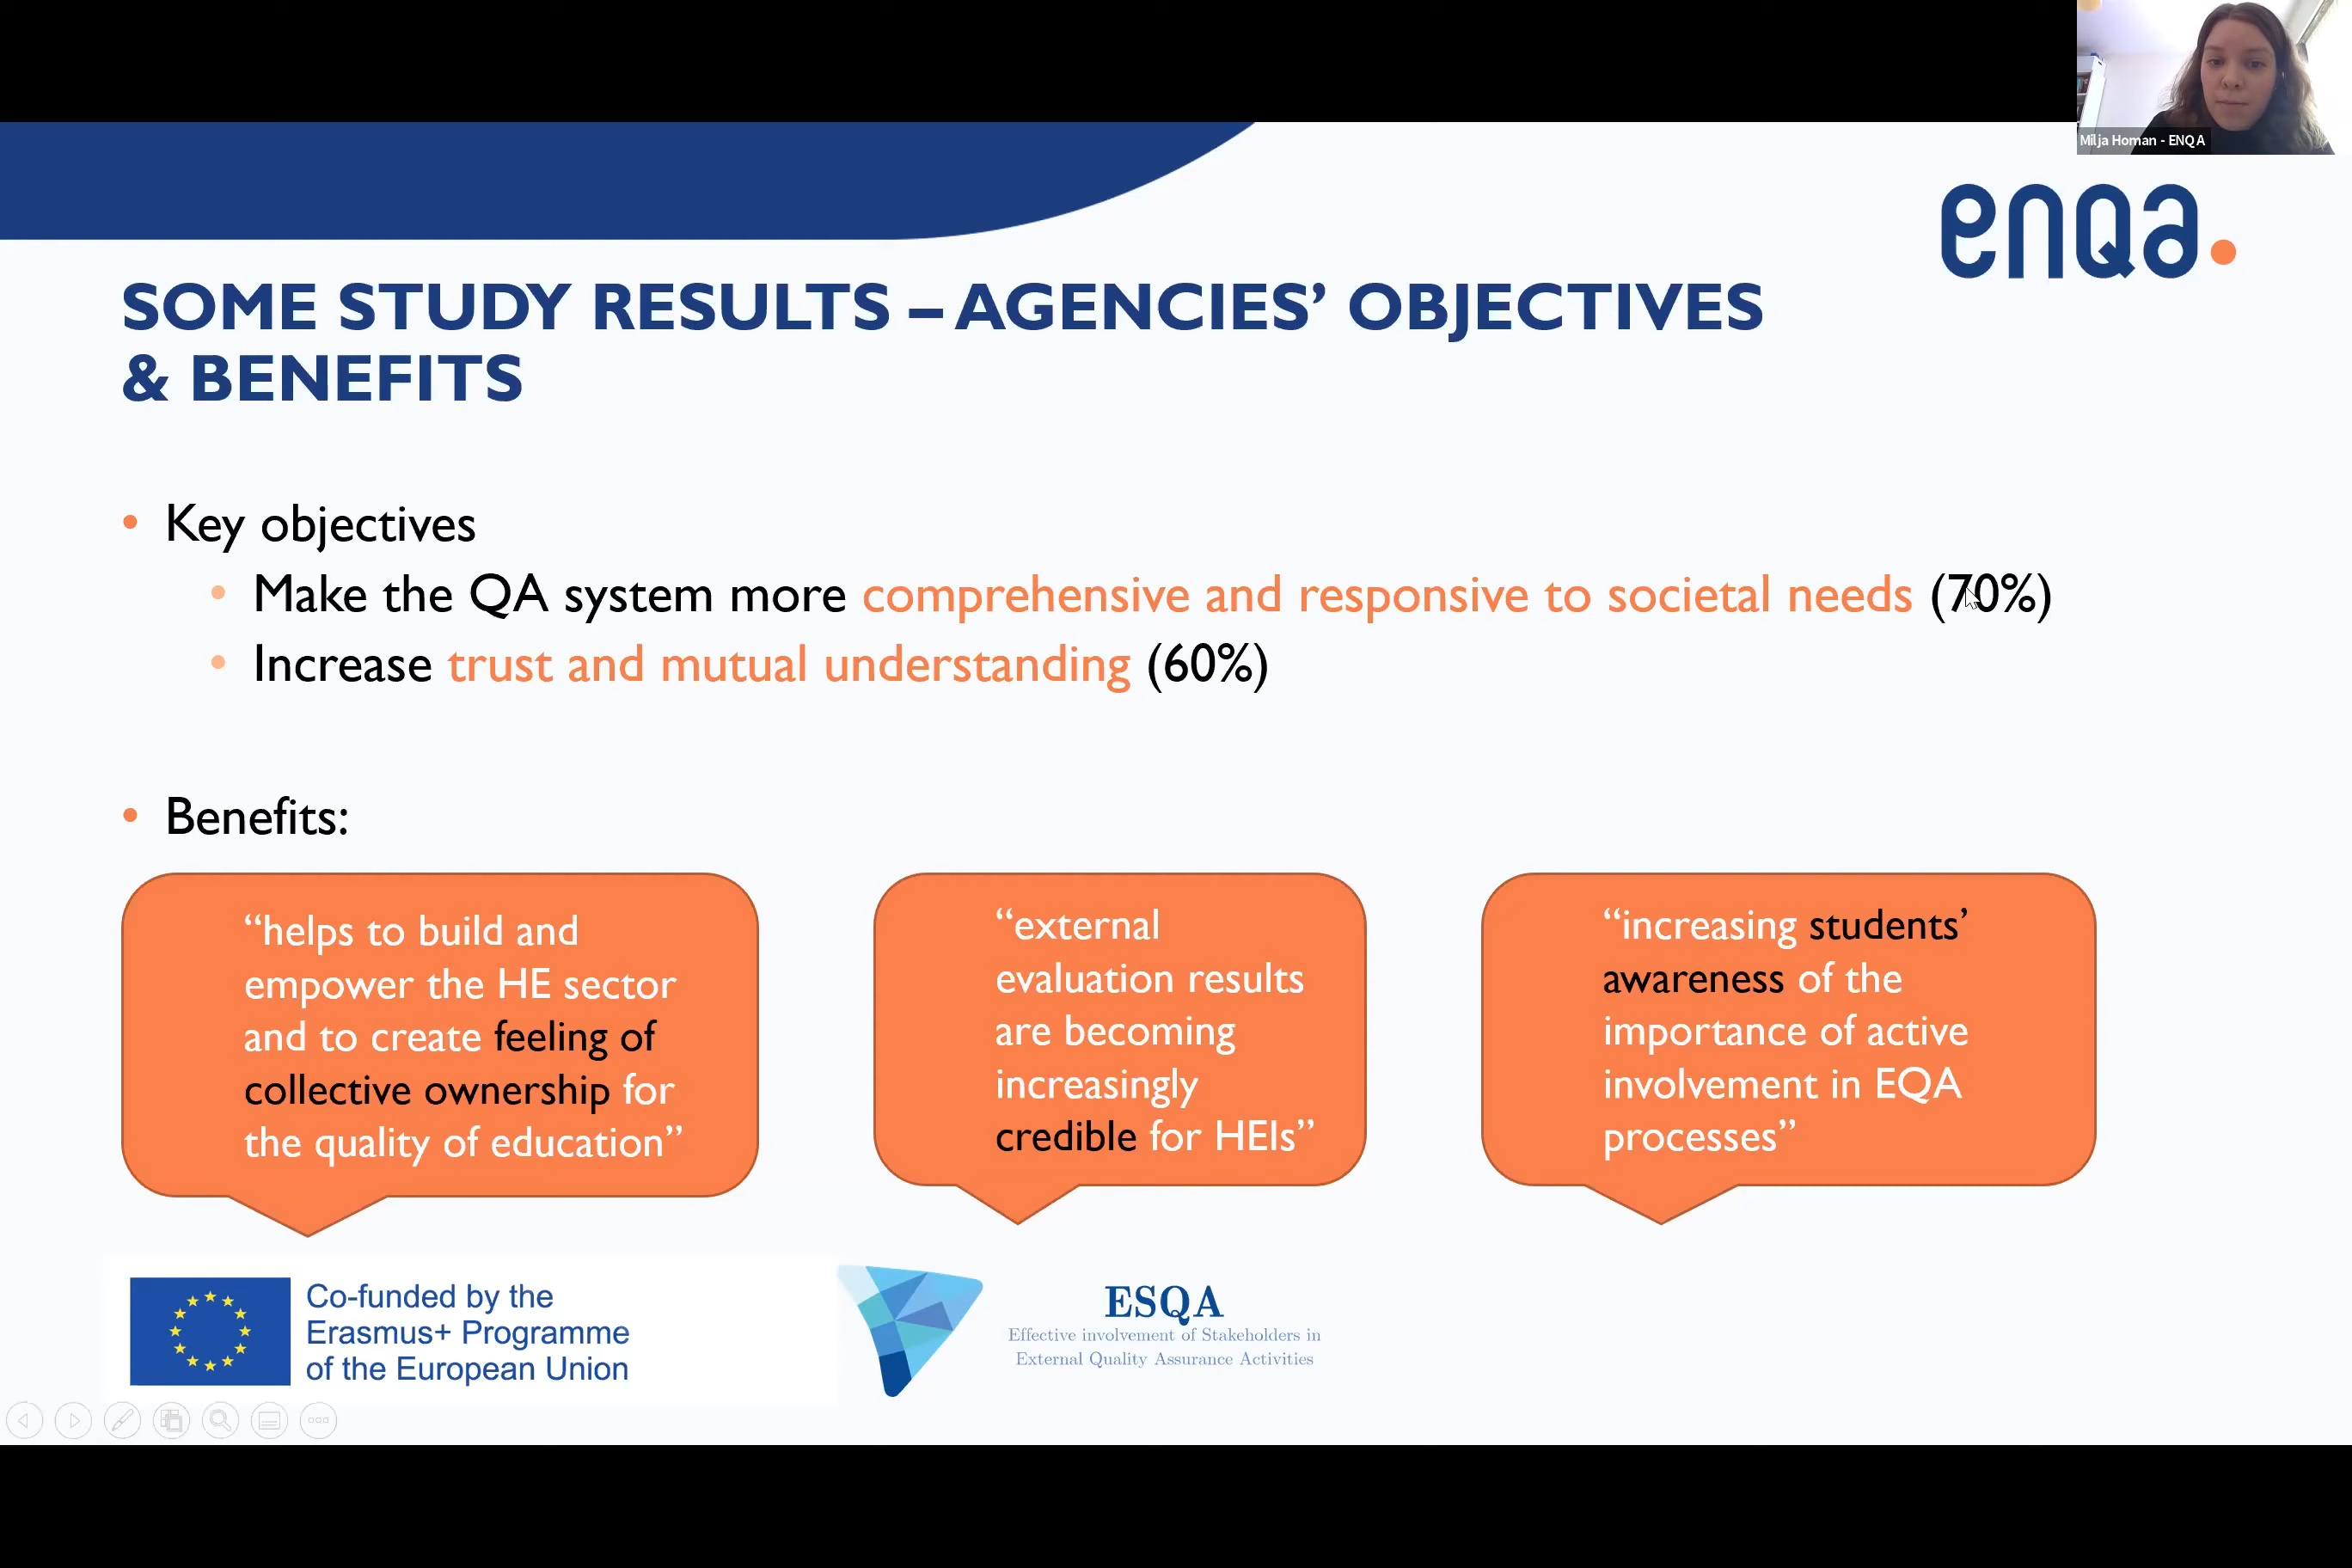 Milja Homan - ENQA
enqa.
SOME STUDY RESULTS – AGENCIES’ OBJECTIVES
& BENEFITS
• Key objectives
• Make the QA system more comprehensive and responsive to societal needs (70%)
• Increase trust and mutual understanding (60%)
• Benefits:
“helps to build and
empower the HE sector
and to create feeling of
collective ownership for
the quality of education”
“external
evaluation results
are becoming
increasingly
credible for HEIs”
“increasing students’
awareness of the
importance of active
involvement in EQA
processes”
Co-funded by the
Erasmus+ Programme
of the European Union
ESQA
Effective involvement of Stakeholders in
External Quality Assurance Activities